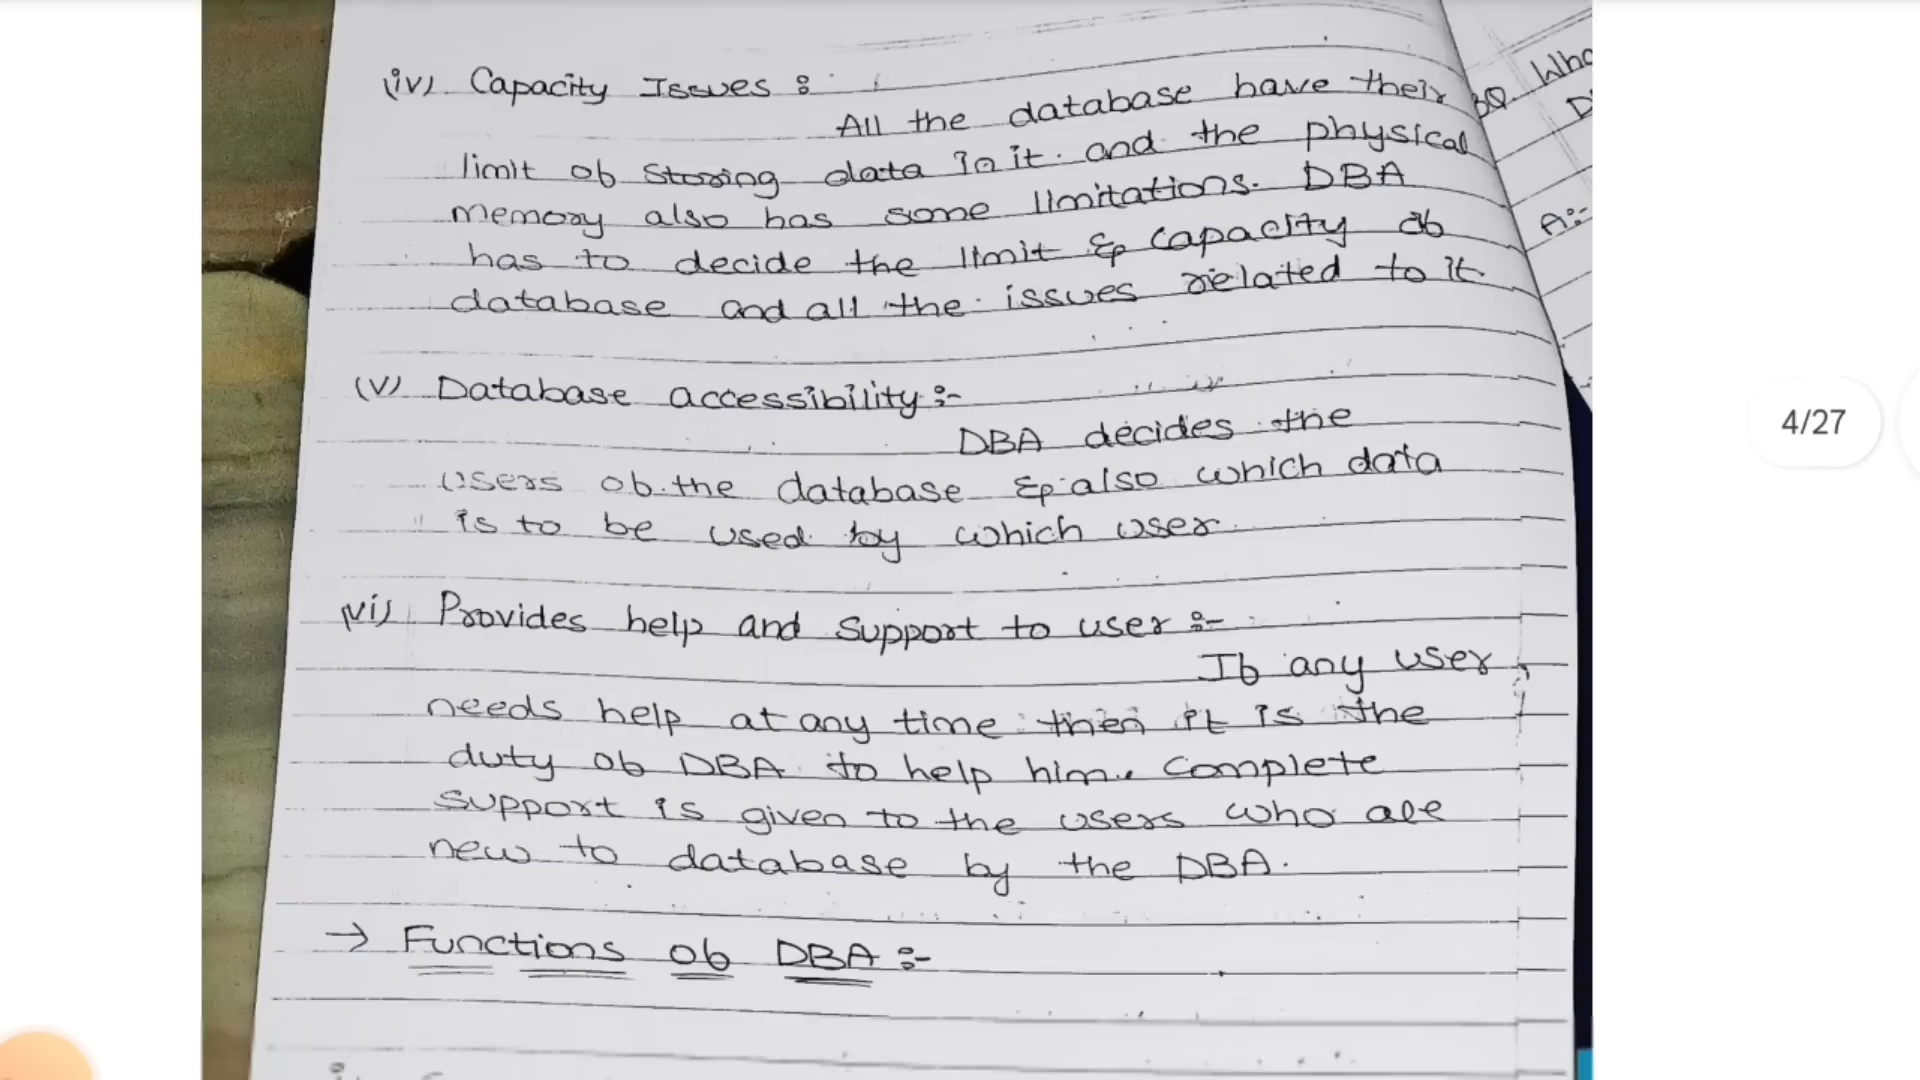 (iv) Capacity Issues :
All the database have their
limit of storing data in it. and the physical
memory also has some limitations. DBA
has to decide the limit & capacity of
database and all the issues related to it
(v) Database accessibility :-
DBA decides the
users of the database & also which data
is to be used by which user.
(vi) Provides help and support to user :-
If any user
needs help at any time then it is the
duty of DBA to help him. Complete
support is given to the users who are
new to database by the DBA.
→ Functions of DBA :-
A:-
4/27